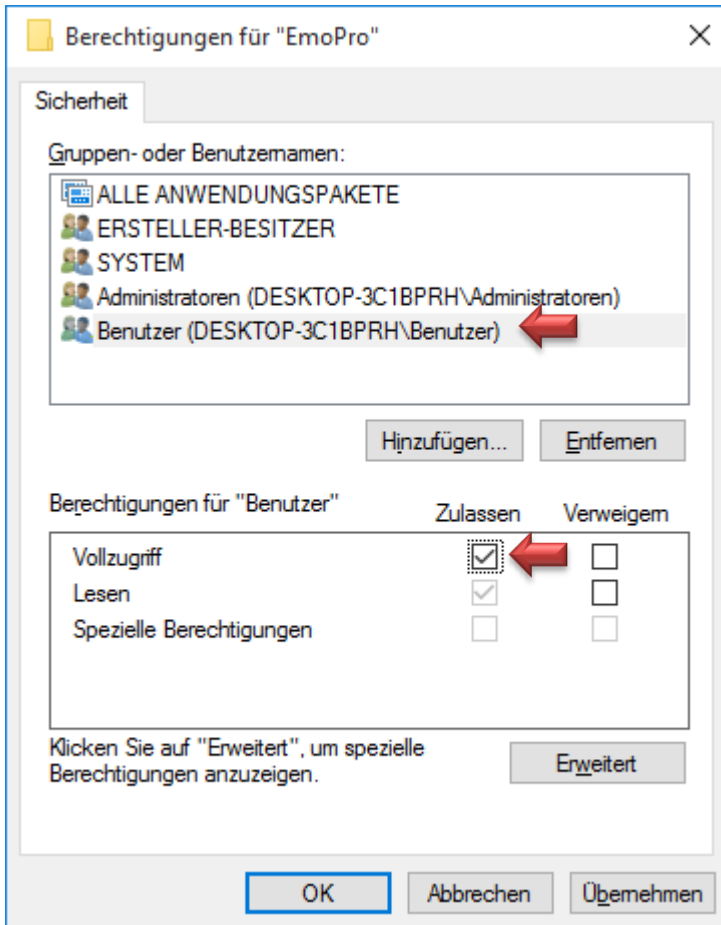 Berechtigungen für "EmoPro"
Sicherheit
Gruppen- oder Benutzernamen:
ALLE ANWENDUNGSPAKETE
ERSTELLER-BESITZER
SYSTEM
Administratoren (DESKTOP-3C1BPRH\Administratoren)
Benutzer (DESKTOP-3C1BPRH\Benutzer)
Hinzufügen... Entfernen
Berechtigungen für "Benutzer" Zulassen Verweigern
Vollzugriff
Lesen
Spezielle Berechtigungen
Klicken Sie auf "Erweitert", um spezielle
Berechtigungen anzuzeigen.
Erweitert
OK Abbrechen Übernehmen